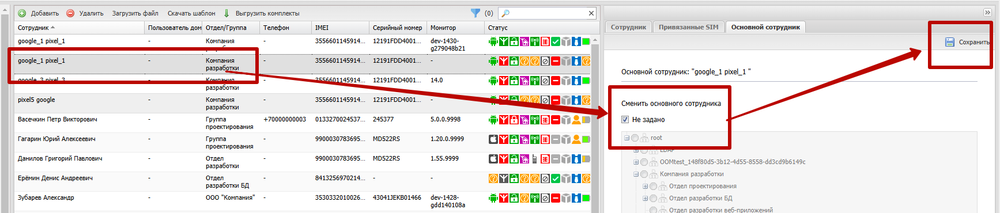 Добавить Удалить Загрузить файл Скачать шаблон Выгрузить комплекты (0)
Сотрудник Пользователь дом Отдел/Группа Телефон IMEI Серийный номер Монитор Статус
google_1 pixel_1 - Компания разработки - 3556601145914... 12191FDD4001... dev-1430-g279048b21
google_1 pixel_1 - Компания разработки - 3556601145914... 12191FDD4001... -
google_3 pixel_3 - Компания разработки - 3556601145914... 12191FDD4001... 14.0
pixel5 google - Компания разработки - 3556601145914... 12191FDD4001... -
Васечкин Петр Викторович - Группа проектирования +70000000003 0133270024537... 245377 5.0.0.9998
Гагарин Юрий Алексеевич - Группа проектирования - 9900030783695... MD522RS 1.20.0.9999
Данилов Григорий Павлович - Отдел разработки - 9900030783695... MD522RS 1.55.9999
Ерёмин Денис Андреевич - Отдел разработки БД - 8413256970214... - -
Зубарев Александр - ООО "Компания" - 3530332010026... 43041JEKB01466 dev-1428-gdd140108a
Сотрудник Привязанные SIM Основной сотрудник
Сохранить
Основной сотрудник: "google_1 pixel_1 "
Сменить основного сотрудника
Не задано
root
LDAP
OOMtest_148f80d5-3b12-4d55-8558-dd3cd9b6149c
Компания разработки
Отдел проектирования
Отдел разработки БД
Отдел разработки веб-приложений